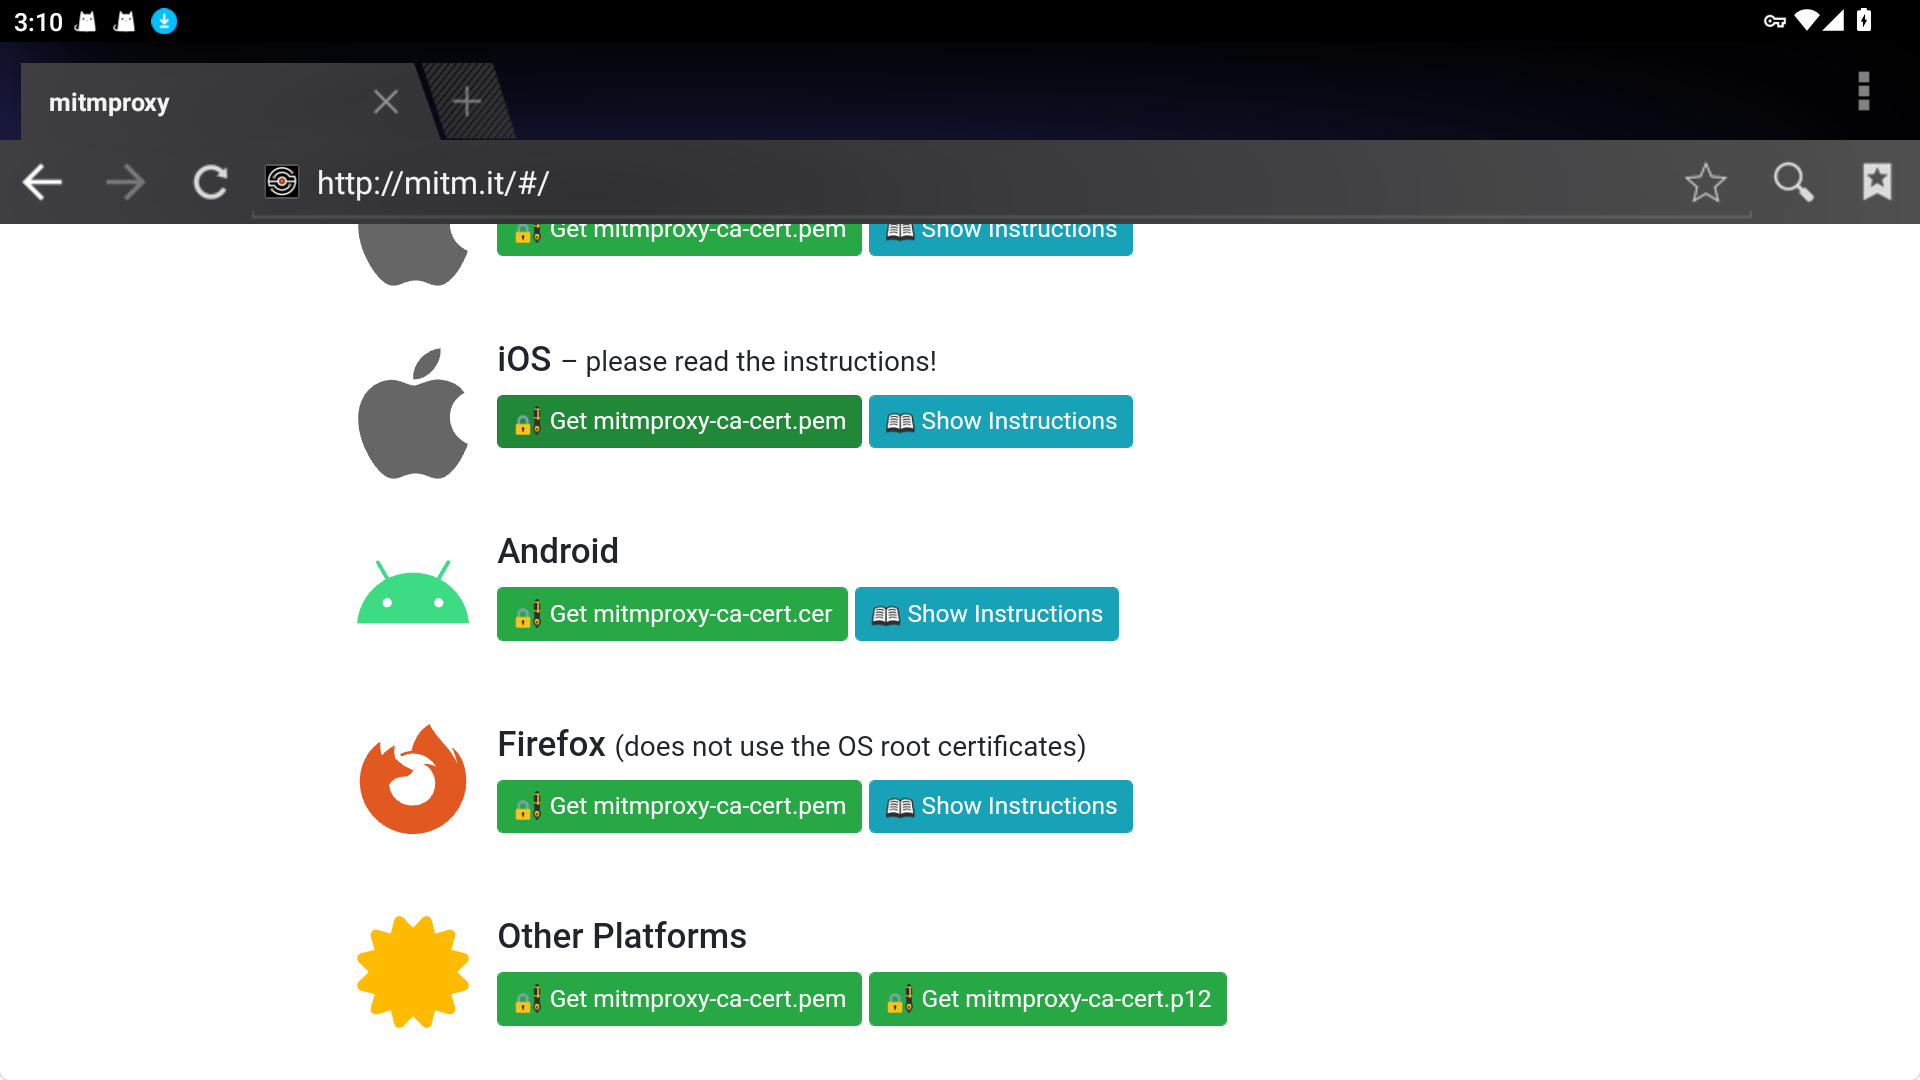 3:10
mitmproxy
http://mitm.it/#/
Get mitmproxy-ca-cert.pem Show Instructions
iOS – please read the instructions!
Get mitmproxy-ca-cert.pem Show Instructions
Android
Get mitmproxy-ca-cert.cer Show Instructions
Firefox (does not use the OS root certificates)
Get mitmproxy-ca-cert.pem Show Instructions
Other Platforms
Get mitmproxy-ca-cert.pem Get mitmproxy-ca-cert.p12